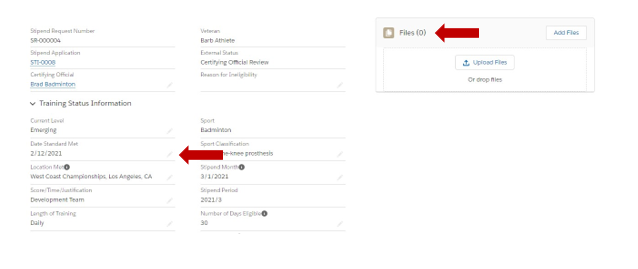 Stipend Request Number
SR-000004
Veteran
Barb Athlete
Stipend Application
STI-0008
External Status
Certifying Official Review
Certifying Official
Brad Badminton
Reason for Ineligibility
Training Status Information
Current Level
Emerging
Sport
Badminton
Date Standard Met
2/12/2021
Sport Classification
-knee prosthesis
Location Met
West Coast Championships, Los Angeles, CA
Stipend Month
3/1/2021
Score/Time/Justification
Development Team
Stipend Period
2021/3
Length of Training
Daily
Number of Days Eligible
30
Files (0)
Add Files
Upload Files
Or drop files